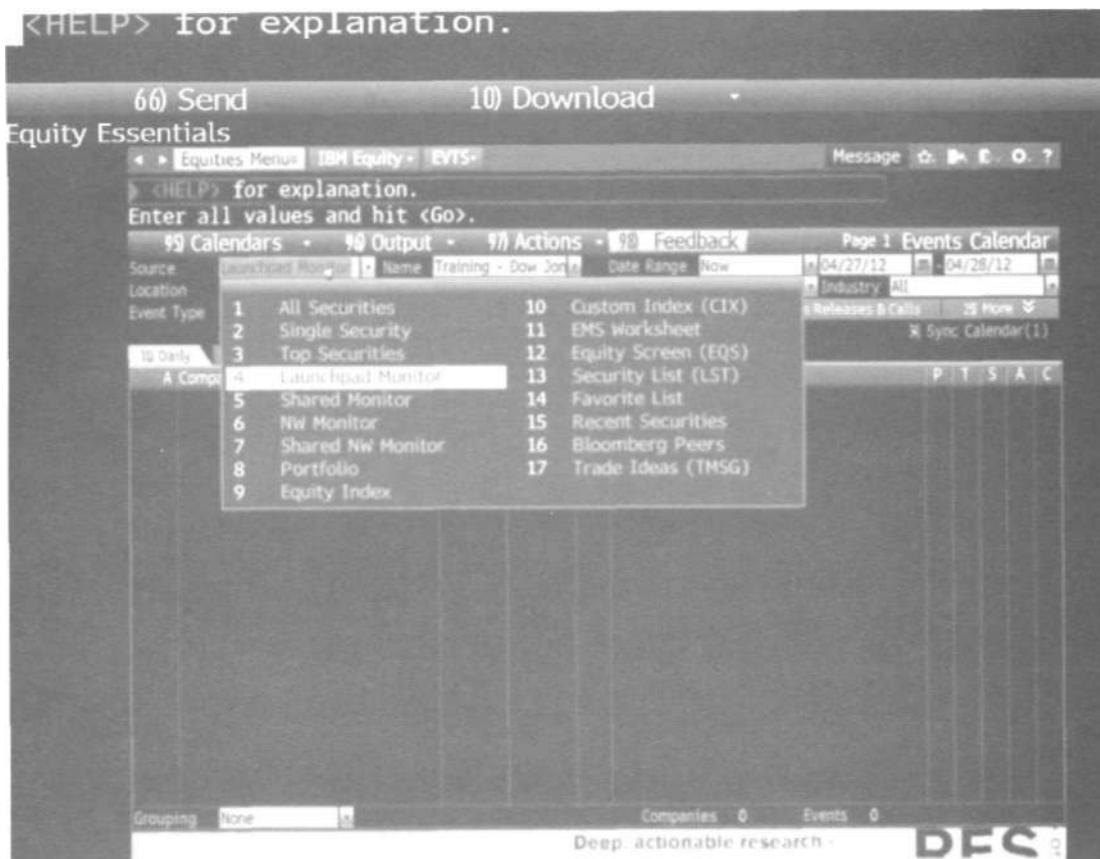 <HELP> for explanation.
66) Send 10) Download
Equity Essentials
Equities Menu IBM Equity EVTS Message ?
<HELP> for explanation.
Enter all values and hit <Go>.
99) Calendars 98) Output 97) Actions 90) Feedback Page 1 Events Calendar
Source Launchpad Monitor Name Training - Dow Jon Date Range Now 04/27/12 - 04/28/12
Location Industry All
Event Type s Releases & Calls 25 More
Sync Calendar(1)
Daily
A Compa P T S A C
1 All Securities
2 Single Security
3 Top Securities
4 Launchpad Monitor
5 Shared Monitor
6 NW Monitor
7 Shared NW Monitor
8 Portfolio
9 Equity Index
10 Custom Index (CIX)
11 EMS Worksheet
12 Equity Screen (EQS)
13 Security List (LST)
14 Favorite List
15 Recent Securities
16 Bloomberg Peers
17 Trade Ideas (TMSG)
Grouping None Companies 0 Events 0
Deep, actionable research -